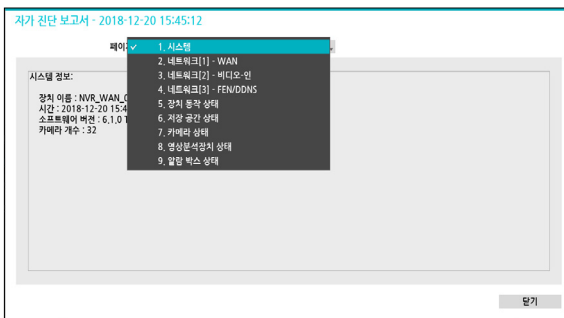 자가 진단 보고서 - 2018-12-20 15:45:12
페이
✓ 1. 시스템
2. 네트워크[1] - WAN
3. 네트워크[2] - 비디오-인
4. 네트워크[3] - FEN/DDNS
5. 장치 동작 상태
6. 저장 공간 상태
7. 카메라 상태
8. 영상분석장치 상태
9. 알람 박스 상태
시스템 정보:
장치 이름 : NVR_WAN_
시간 : 2018-12-20 15:4
소프트웨어 버전 : 6.1.0
카메라 개수 : 32
닫기